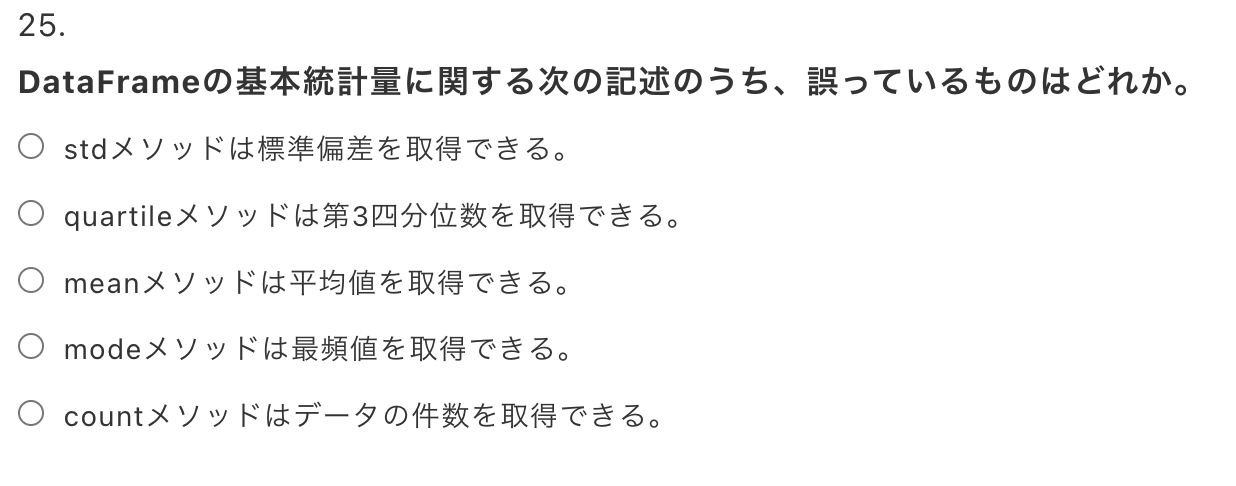 25.
DataFrameの基本統計量に関する次の記述のうち、誤っているものはどれか。
stdメソッドは標準偏差を取得できる。
quartileメソッドは第3四分位数を取得できる。
meanメソッドは平均値を取得できる。
modeメソッドは最頻値を取得できる。
countメソッドはデータの件数を取得できる。